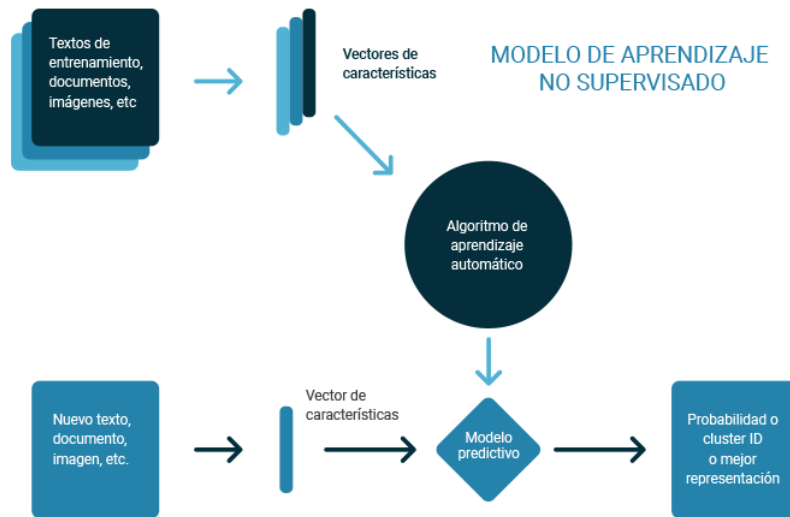 Textos de
entrenamiento,
documentos,
imágenes, etc
Vectores de
características
MODELO DE APRENDIZAJE
NO SUPERVISADO
Algoritmo de
aprendizaje
automático
Nuevo texto,
documento,
imagen, etc.
Vector de
características
Modelo
predictivo
Probabilidad o
cluster ID
o mejor
representación